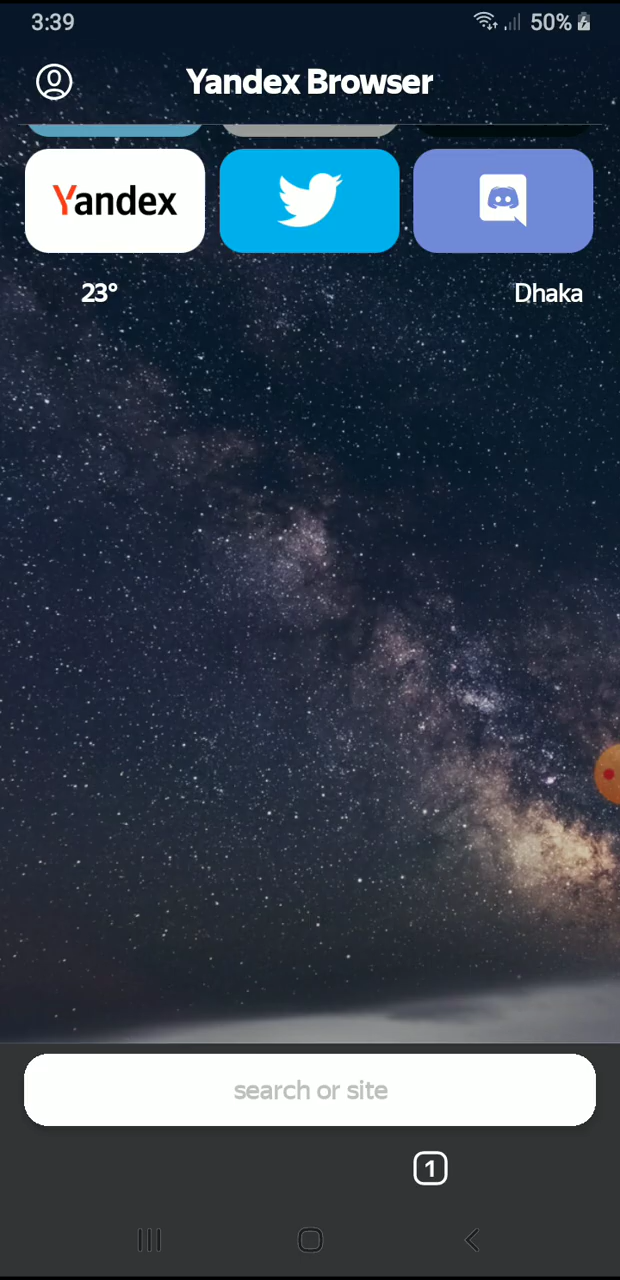 3:39
50%
Yandex Browser
Yandex
23° Dhaka
search or site
1